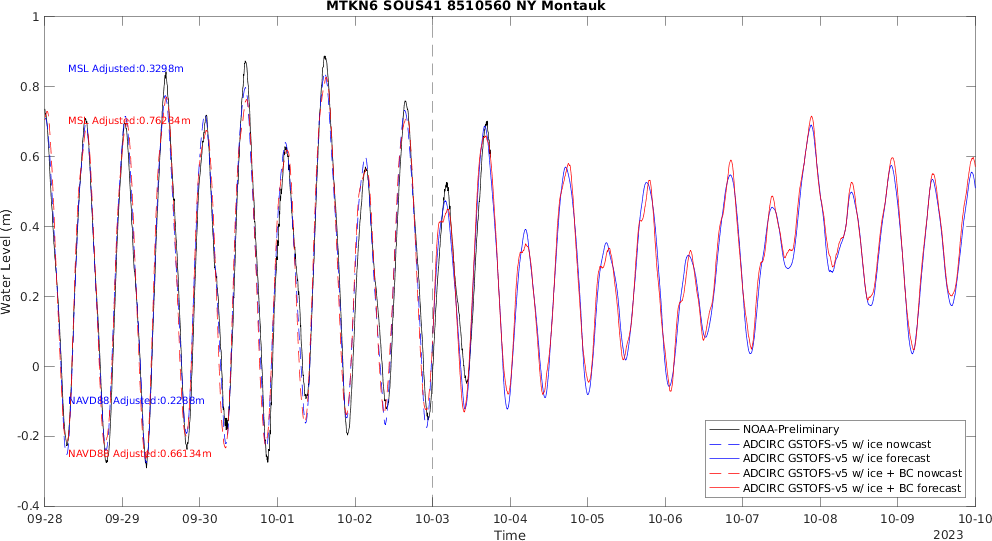 MTKN6 SOUS41 8510560 NY Montauk
1
0.8
0.6
0.4
0.2
0
-0.2
-0.4
Water Level (m)
MSL Adjusted:0.3298m
MSL Adjusted:0.76234m
NAVD88 Adjusted:0.2288m
NAVD88 Adjusted:0.66134m
NOAA-Preliminary
ADCIRC GSTOFS-v5 w/ ice nowcast
ADCIRC GSTOFS-v5 w/ ice forecast
ADCIRC GSTOFS-v5 w/ ice + BC nowcast
ADCIRC GSTOFS-v5 w/ ice + BC forecast
09-28 09-29 09-30 10-01 10-02 10-03 10-04 10-05 10-06 10-07 10-08 10-09 10-10
Time
2023